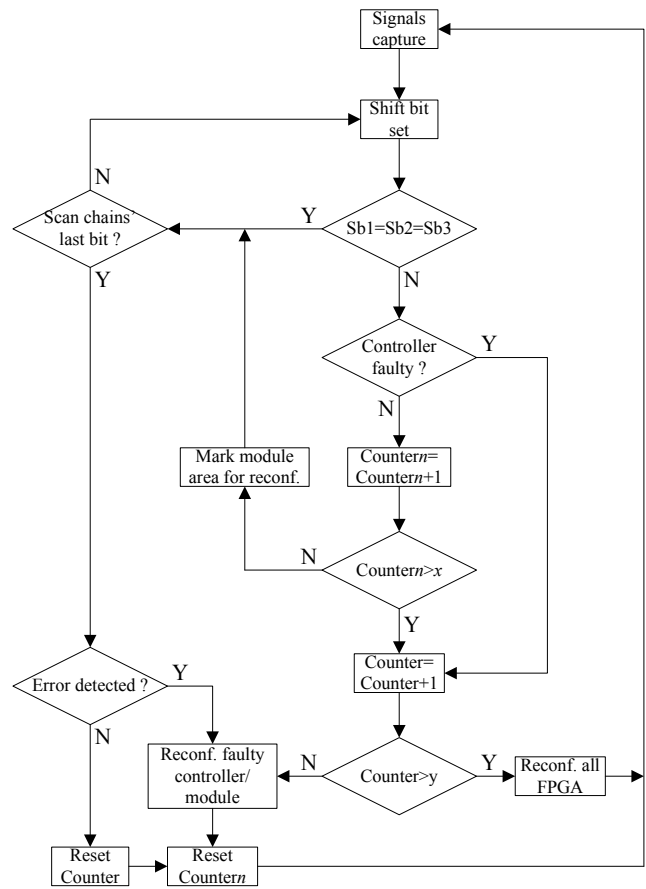 Signals
capture
Shift bit
set
N
Scan chains'
last bit ?
Y
Sb1=Sb2=Sb3
Y
N
Controller
faulty ?
Y
N
Mark module
area for reconf.
Countern=
Countern+1
N
Countern>x
Y
Counter=
Counter+1
Error detected ?
Y
N
Reconf. faulty
controller/
module
N
Counter>y
Y
Reconf. all
FPGA
Reset
Counter
Reset
Countern